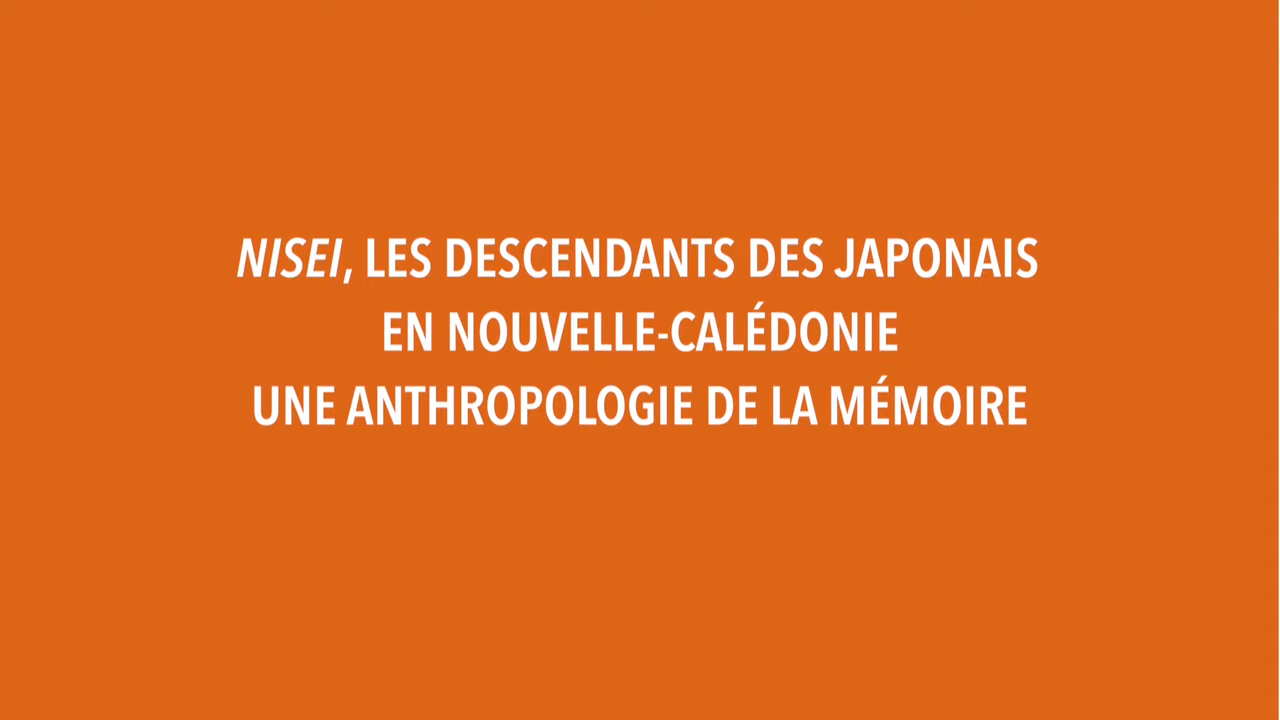 NISEI, LES DESCENDANTS DES JAPONAIS
EN NOUVELLE-CALÉDONIE
UNE ANTHROPOLOGIE DE LA MÉMOIRE